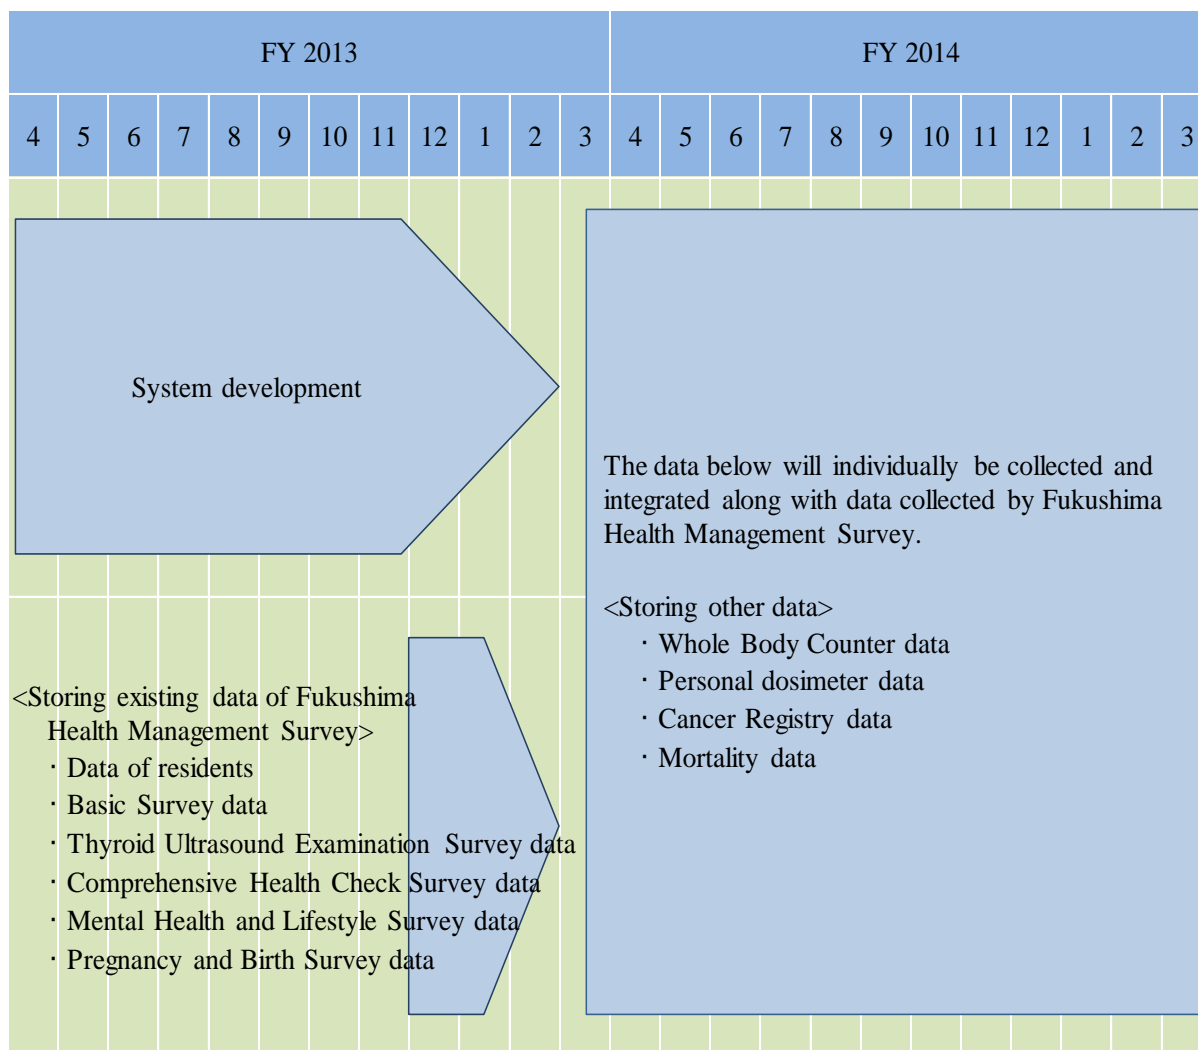 FY 2013
FY 2014
4 5 6 7 8 9 10 11 12 1 2 3 4 5 6 7 8 9 10 11 12 1 2 3
System development
The data below will individually be collected and
integrated along with data collected by Fukushima
Health Management Survey.
<Storing other data>
・Whole Body Counter data
・Personal dosimeter data
・Cancer Registry data
・Mortality data
<Storing existing data of Fukushima
Health Management Survey>
・Data of residents
・Basic Survey data
・Thyroid Ultrasound Examination Survey data
・Comprehensive Health Check Survey data
・Mental Health and Lifestyle Survey data
・Pregnancy and Birth Survey data